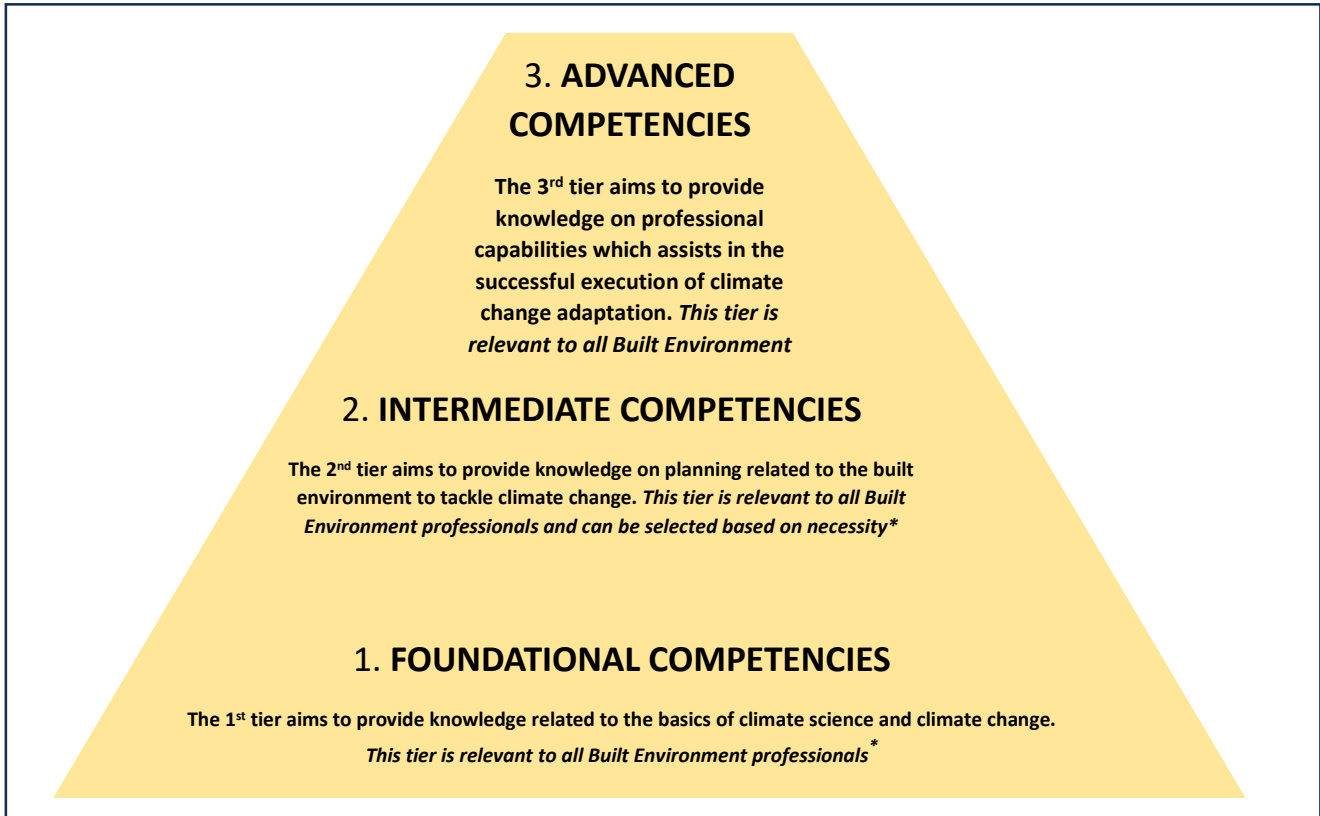 3. ADVANCED
COMPETENCIES
The 3rd tier aims to provide
knowledge on professional
capabilities which assists in the
successful execution of climate
change adaptation. This tier is
relevant to all Built Environment
2. INTERMEDIATE COMPETENCIES
The 2nd tier aims to provide knowledge on planning related to the built
environment to tackle climate change. This tier is relevant to all Built
Environment professionals and can be selected based on necessity*
1. FOUNDATIONAL COMPETENCIES
The 1st tier aims to provide knowledge related to the basics of climate science and climate change.
This tier is relevant to all Built Environment professionals*